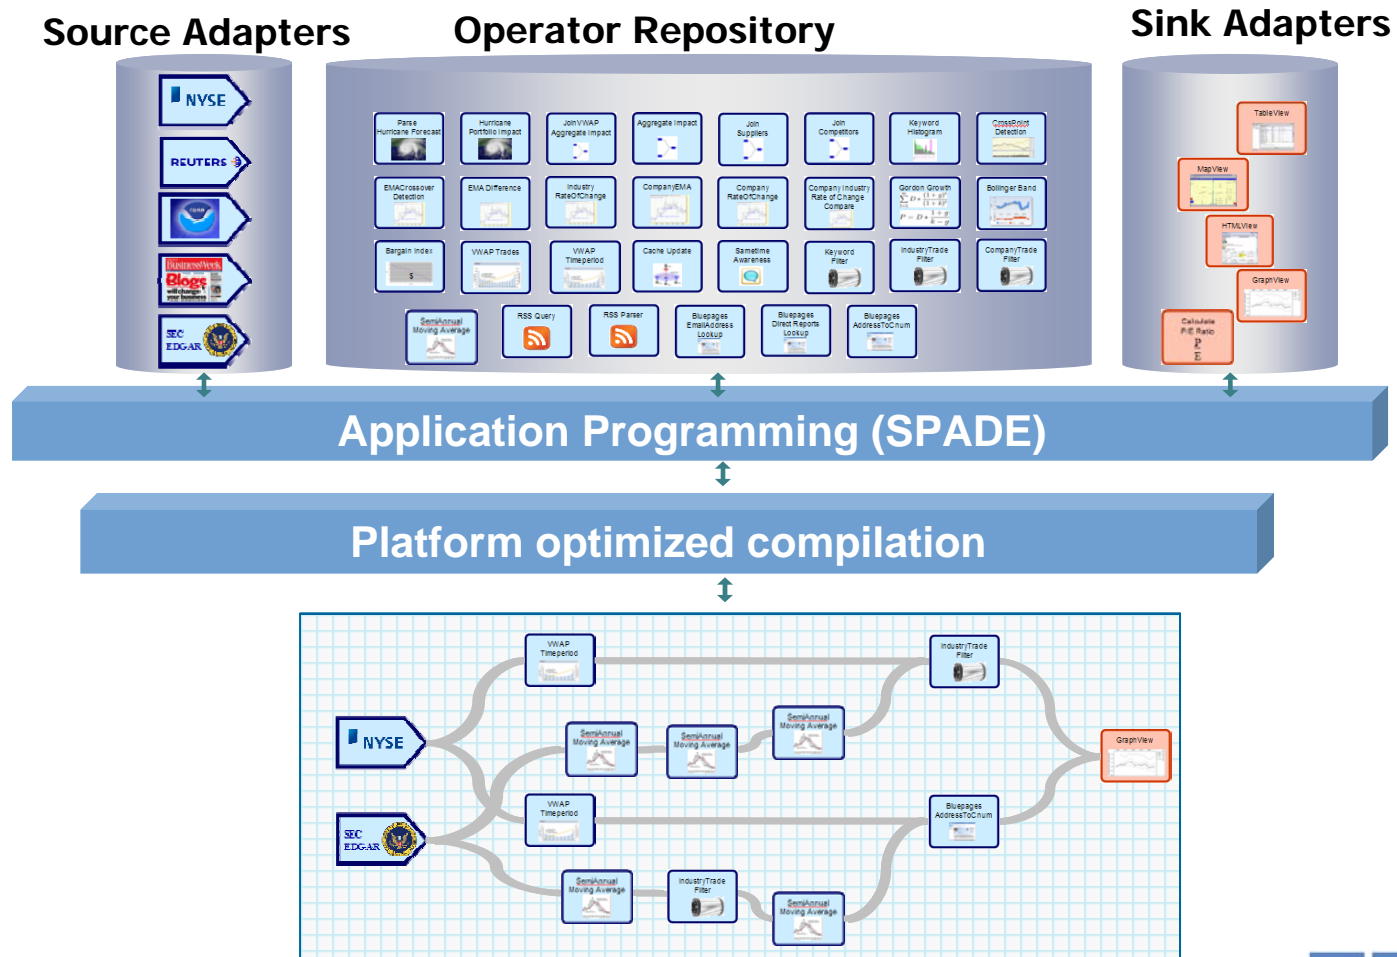 Source Adapters
Operator Repository
Sink Adapters
NYSE
REUTERS
BusinessWeek
Blogs
will change
your business
SEC
EDGAR
Parse
Hurricane Forecast
Hurricane
Portfolio Impact
JoinVWAP
Aggregate Impact
Aggregate Impact
Join
Suppliers
Join
Competitors
Keyword
Histogram
CrossPoint
Detection
EMACrossover
Detection
EMA Difference
Industry
RateOfChange
CompanyEMA
Company
RateOfChange
Company Industry
Rate of Change
Compare
Gordon Growth
Bollinger Band
Bargain Index
$
VWAP Trades
VWAP
Timeperiod
Cache Update
Sametime
Awareness
Keyword
Filter
IndustryTrade
Filter
CompanyTrade
Filter
SemiAnnual
Moving Average
RSS Query
RSS Parser
Bluepages
EmailAddress
Lookup
Bluepages
Direct Reports
Lookup
Bluepages
AddressToCnum
TableView
MapView
HTMLView
GraphView
Calculate
P/E Ratio
P
E
Application Programming (SPADE)
Platform optimized compilation
VWAP
Timeperiod
IndustryTrade
Filter
NYSE
SemiAnnual
Moving Average
SemiAnnual
Moving Average
SemiAnnual
Moving Average
GraphView
SEC
EDGAR
VWAP
Timeperiod
Bluepages
AddressToCnum
SemiAnnual
Moving Average
IndustryTrade
Filter
SemiAnnual
Moving Average